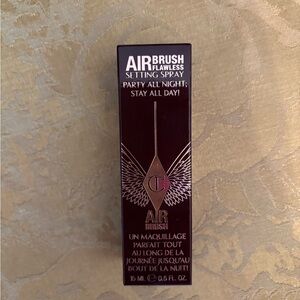 AIRBRUSH
FLAWLESS
SETTING SPRAY
PARTY ALL NIGHT;
STAY ALL DAY!
CT
AIR
BRUSH
UN MAQUILLAGE
PARFAIT TOUT
AU LONG DE LA
JOURNÉE JUSQU'AU
BOUT DE LA NUIT!
15 ML ℮ 0.5 FL. OZ.